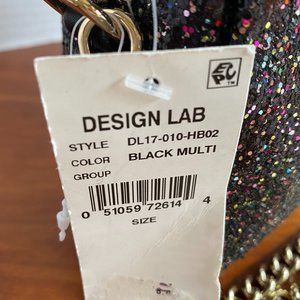 DESIGN LAB
STYLE DL17-010-HB02
COLOR BLACK MULTI
GROUP
0 51059 72614 4
SIZE